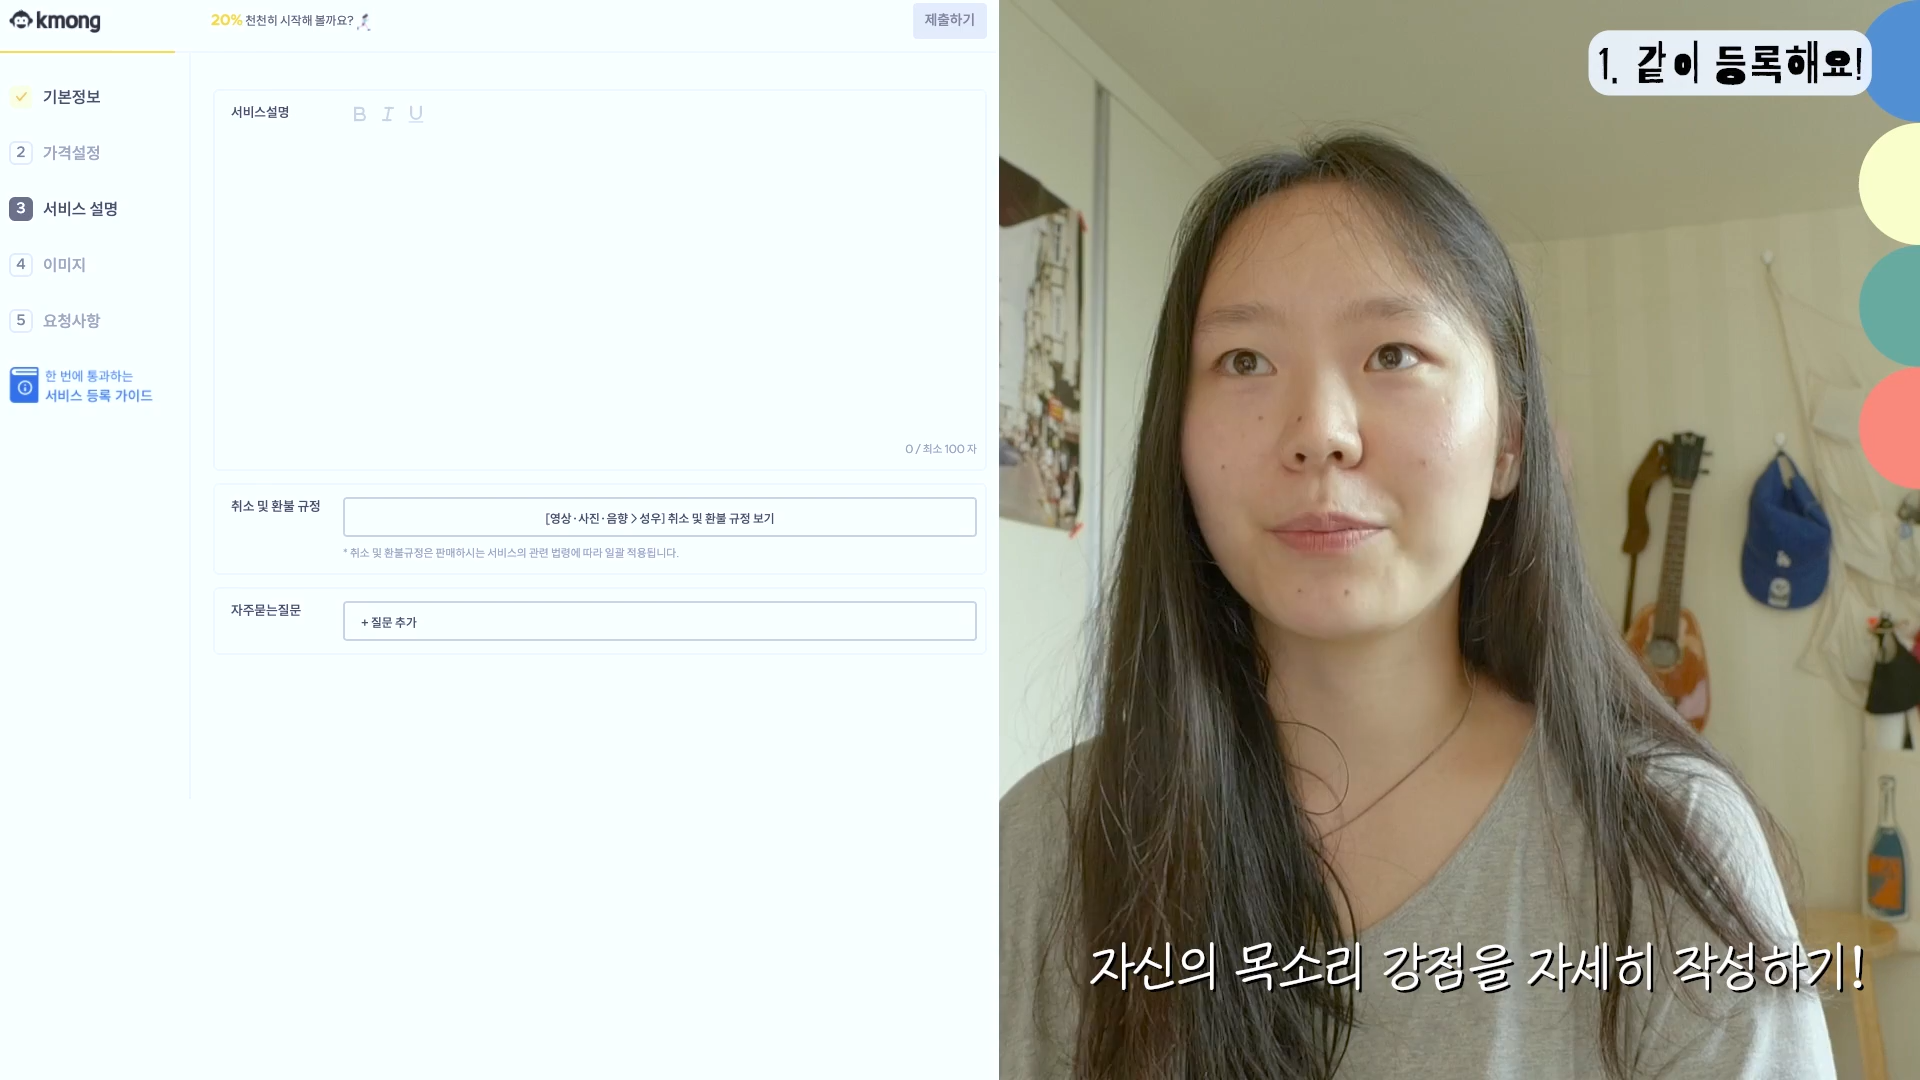 kmong
20% 천천히 시작해 볼까요?
제출하기
기본정보
2 가격설정
3 서비스 설명
4 이미지
5 요청사항
한 번에 통과하는
서비스 등록 가이드
서비스설명
B I U
0 / 최소 100 자
취소 및 환불 규정
[영상·사진·음향 > 성우] 취소 및 환불 규정 보기
* 취소 및 환불규정은 판매하시는 서비스의 관련 법령에 따라 일괄 적용됩니다.
자주묻는질문
+ 질문 추가
1. 같이 등록해요!
자신의 목소리 강점을 자세히 작성하기!